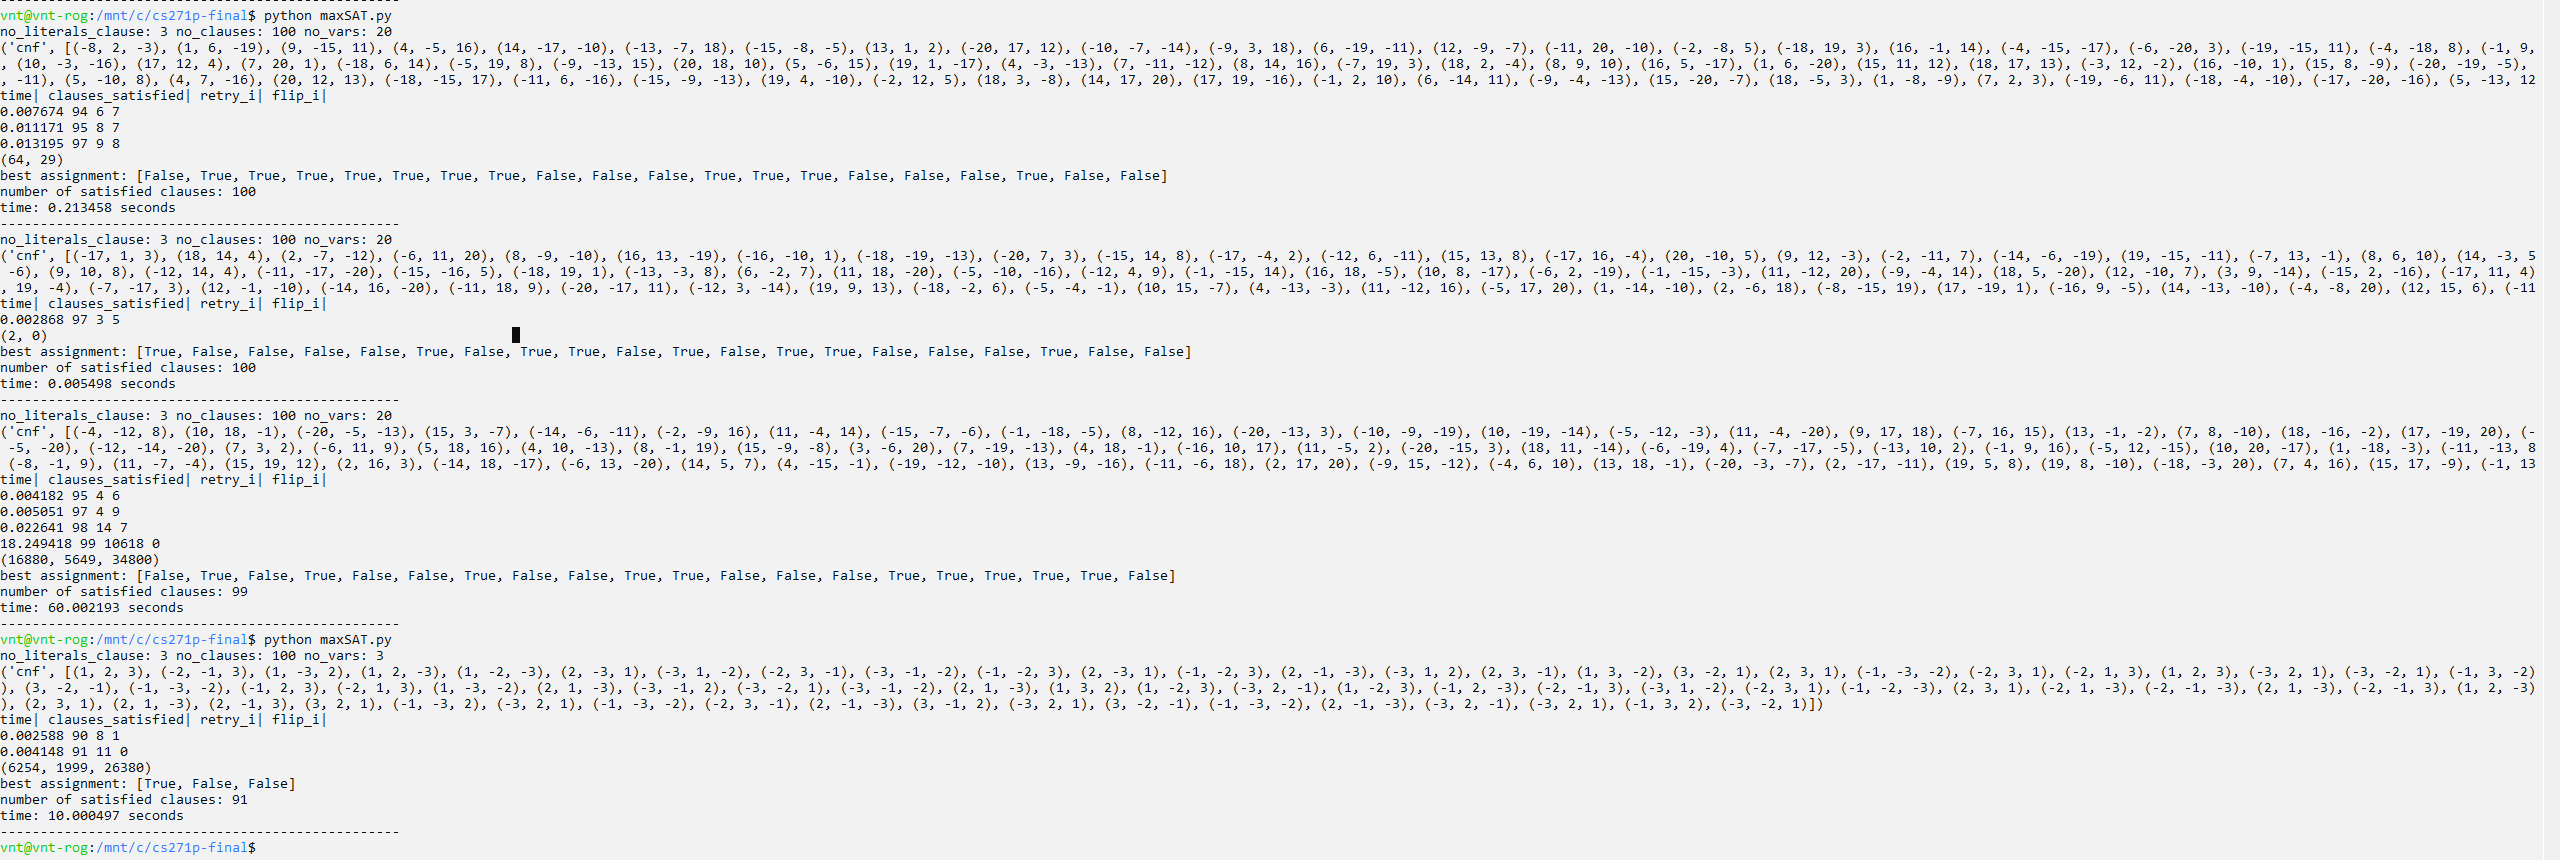 ------------------------------------------------
vnt@vnt-rog:/mnt/c/cs271p-final$ python maxSAT.py
no_literals_clause: 3 no_clauses: 100 no_vars: 20
('cnf', [(-8, 2, -3), (1, 6, -19), (9, -15, 11), (4, -5, 16), (14, -17, -10), (-13, -7, 18), (-15, -8, -5), (13, 1, 2), (-20, 17, 12), (-10, -7, -14), (-9, 3, 18), (6, -19, -11), (12, -9, -7), (-11, 20, -10), (-2, -8, 5), (-18, 19, 3), (16, -1, 14), (-4, -15, -17), (-6, -20, 3), (-19, -15, 11), (-4, -18, 8), (-1, 9,
, (10, -3, -16), (17, 12, 4), (7, 20, 1), (-18, 6, 14), (-5, 19, 8), (-9, -13, 15), (20, 18, 10), (5, -6, 15), (19, 1, -17), (4, -3, -13), (7, -11, -12), (8, 14, 16), (-7, 19, 3), (18, 2, -4), (8, 9, 10), (16, 5, -17), (1, 6, -20), (15, 11, 12), (18, 17, 13), (-3, 12, -2), (16, -10, 1), (15, 8, -9), (-20, -19, -5),
, -11), (5, -10, 8), (4, 7, -16), (20, 12, 13), (-18, -15, 17), (-11, 6, -16), (-15, -9, -13), (19, 4, -10), (-2, 12, 5), (18, 3, -8), (14, 17, 20), (17, 19, -16), (-1, 2, 10), (6, -14, 11), (-9, -4, -13), (15, -20, -7), (18, -5, 3), (1, -8, -9), (7, 2, 3), (-19, -6, 11), (-18, -4, -10), (-17, -20, -16), (5, -13, 12
time| clauses_satisfied| retry_i| flip_i|
0.007674 94 6 7
0.011171 95 8 7
0.013195 97 9 8
(64, 29)
best assignment: [False, True, True, True, True, True, True, False, False, False, True, True, True, False, False, False, True, False, False]
number of satisfied clauses: 100
time: 0.213458 seconds
--------------------------------------------------
no_literals_clause: 3 no_clauses: 100 no_vars: 20
('cnf', [(-17, 1, 3), (18, 14, 4), (2, -7, -12), (-6, 11, 20), (8, -9, -10), (16, 13, -19), (-16, -10, 1), (-18, -19, -13), (-20, 7, 3), (-15, 14, 8), (-17, -4, 2), (-12, 6, -11), (15, 13, 8), (-17, 16, -4), (20, -10, 5), (9, 12, -3), (-2, -11, 7), (-14, -6, -19), (19, -15, -11), (-7, 13, -1), (8, 6, 10), (14, -3, 5
-6), (9, 10, 8), (-12, 14, 4), (-11, -17, -20), (-15, -16, 5), (-18, 19, 1), (-13, -3, 8), (6, -2, 7), (11, 18, -20), (-5, -10, -16), (-12, 4, 9), (-1, -15, 14), (16, 18, -5), (10, 8, -17), (-6, 2, -19), (-1, -15, -3), (11, -12, 20), (-9, -4, 14), (18, 5, -20), (12, -10, 7), (3, 9, -14), (-15, 2, -16), (-17, 11, 4)
, 19, -4), (-7, -17, 3), (12, -1, -10), (-14, 16, -20), (-11, 18, 9), (-20, -17, 11), (-12, 3, -14), (19, 9, 13), (-18, -2, 6), (-5, -4, -1), (10, 15, -7), (4, -13, -3), (11, -12, 16), (-5, 17, 20), (1, -14, -10), (2, -6, 18), (-8, -15, 19), (17, -19, 1), (-16, 9, -5), (14, -13, -10), (-4, -8, 20), (12, 15, 6), (-11
time| clauses_satisfied| retry_i| flip_i|
0.002868 97 3 5
(2, 0)
best assignment: [True, False, False, False, False, True, False, True, True, False, True, False, True, True, False, False, False, True, False, False]
number of satisfied clauses: 100
time: 0.005498 seconds
--------------------------------------------------
no_literals_clause: 3 no_clauses: 100 no_vars: 20
('cnf', [(-4, -12, 8), (10, 18, -1), (-20, -5, -13), (15, 3, -7), (-14, -6, -11), (-2, -9, 16), (11, -4, 14), (-15, -7, -6), (-1, -18, -5), (8, -12, 16), (-20, -13, 3), (-10, -9, -19), (10, -19, -14), (-5, -12, -3), (11, -4, -20), (9, 17, 18), (-7, 16, 15), (13, -1, -2), (7, 8, -10), (18, -16, -2), (17, -19, 20), (-
-5, -20), (-12, -14, -20), (7, 3, 2), (-6, 11, 9), (5, 18, 16), (4, 10, -13), (8, -1, 19), (15, -9, -8), (3, -6, 20), (7, -19, -13), (4, 18, -1), (-16, 10, 17), (11, -5, 2), (-20, -15, 3), (18, 11, -14), (-6, -19, 4), (-7, -17, -5), (-13, 10, 2), (-1, 9, 16), (-5, 12, -15), (10, 20, -17), (1, -18, -3), (-11, -13, 8
(-8, -1, 9), (11, -7, -4), (15, 19, 12), (2, 16, 3), (-14, 18, -17), (-6, 13, -20), (14, 5, 7), (4, -15, -1), (-19, -12, -10), (13, -9, -16), (-11, -6, 18), (2, 17, 20), (-9, 15, -12), (-4, 6, 10), (13, 18, -1), (-20, -3, -7), (2, -17, -11), (19, 5, 8), (19, 8, -10), (-18, -3, 20), (7, 4, 16), (15, 17, -9), (-1, 13
time| clauses_satisfied| retry_i| flip_i|
0.004182 95 4 6
0.005051 97 4 9
0.022641 98 14 7
18.249418 99 10618 0
(16880, 5649, 34800)
best assignment: [False, True, False, True, False, False, True, False, False, True, True, False, False, False, True, True, True, True, True, False]
number of satisfied clauses: 99
time: 60.002193 seconds
--------------------------------------------------
vnt@vnt-rog:/mnt/c/cs271p-final$ python maxSAT.py
no_literals_clause: 3 no_clauses: 100 no_vars: 3
('cnf', [(1, 2, 3), (-2, -1, 3), (1, -3, 2), (1, 2, -3), (1, -2, -3), (2, -3, 1), (-3, 1, -2), (-2, 3, -1), (-3, -1, -2), (-1, -2, 3), (2, -3, 1), (-1, -2, 3), (2, -1, -3), (-3, 1, 2), (2, 3, -1), (1, 3, -2), (3, -2, 1), (2, 3, 1), (-1, -3, -2), (-2, 3, 1), (-2, 1, 3), (1, 2, 3), (-3, 2, 1), (-3, -2, 1), (-1, 3, -2)
), (3, -2, -1), (-1, -3, -2), (-1, 2, 3), (-2, 1, 3), (1, -3, -2), (2, 1, -3), (-3, -1, 2), (-3, -2, 1), (-3, -1, -2), (2, 1, -3), (1, 3, 2), (1, -2, 3), (-3, 2, -1), (1, -2, 3), (-1, 2, -3), (-2, -1, 3), (-3, 1, -2), (-2, 3, 1), (-1, -2, -3), (2, 3, 1), (-2, 1, -3), (-2, -1, -3), (2, 1, -3), (-2, -1, 3), (1, 2, -3)
), (2, 3, 1), (2, 1, -3), (2, -1, 3), (3, 2, 1), (-1, -3, 2), (-3, 2, 1), (-1, -3, -2), (-2, 3, -1), (2, -1, -3), (3, -1, -2), (-3, 2, 1), (3, -2, -1), (-1, -3, -2), (2, -1, -3), (-3, 2, -1), (-3, 2, 1), (-1, 3, 2), (-3, -2, 1)])
time| clauses_satisfied| retry_i| flip_i|
0.002588 90 8 1
0.004148 91 11 0
(6254, 1999, 26380)
best assignment: [True, False, False]
number of satisfied clauses: 91
time: 10.000497 seconds
--------------------------------------------------
vnt@vnt-rog:/mnt/c/cs271p-final$